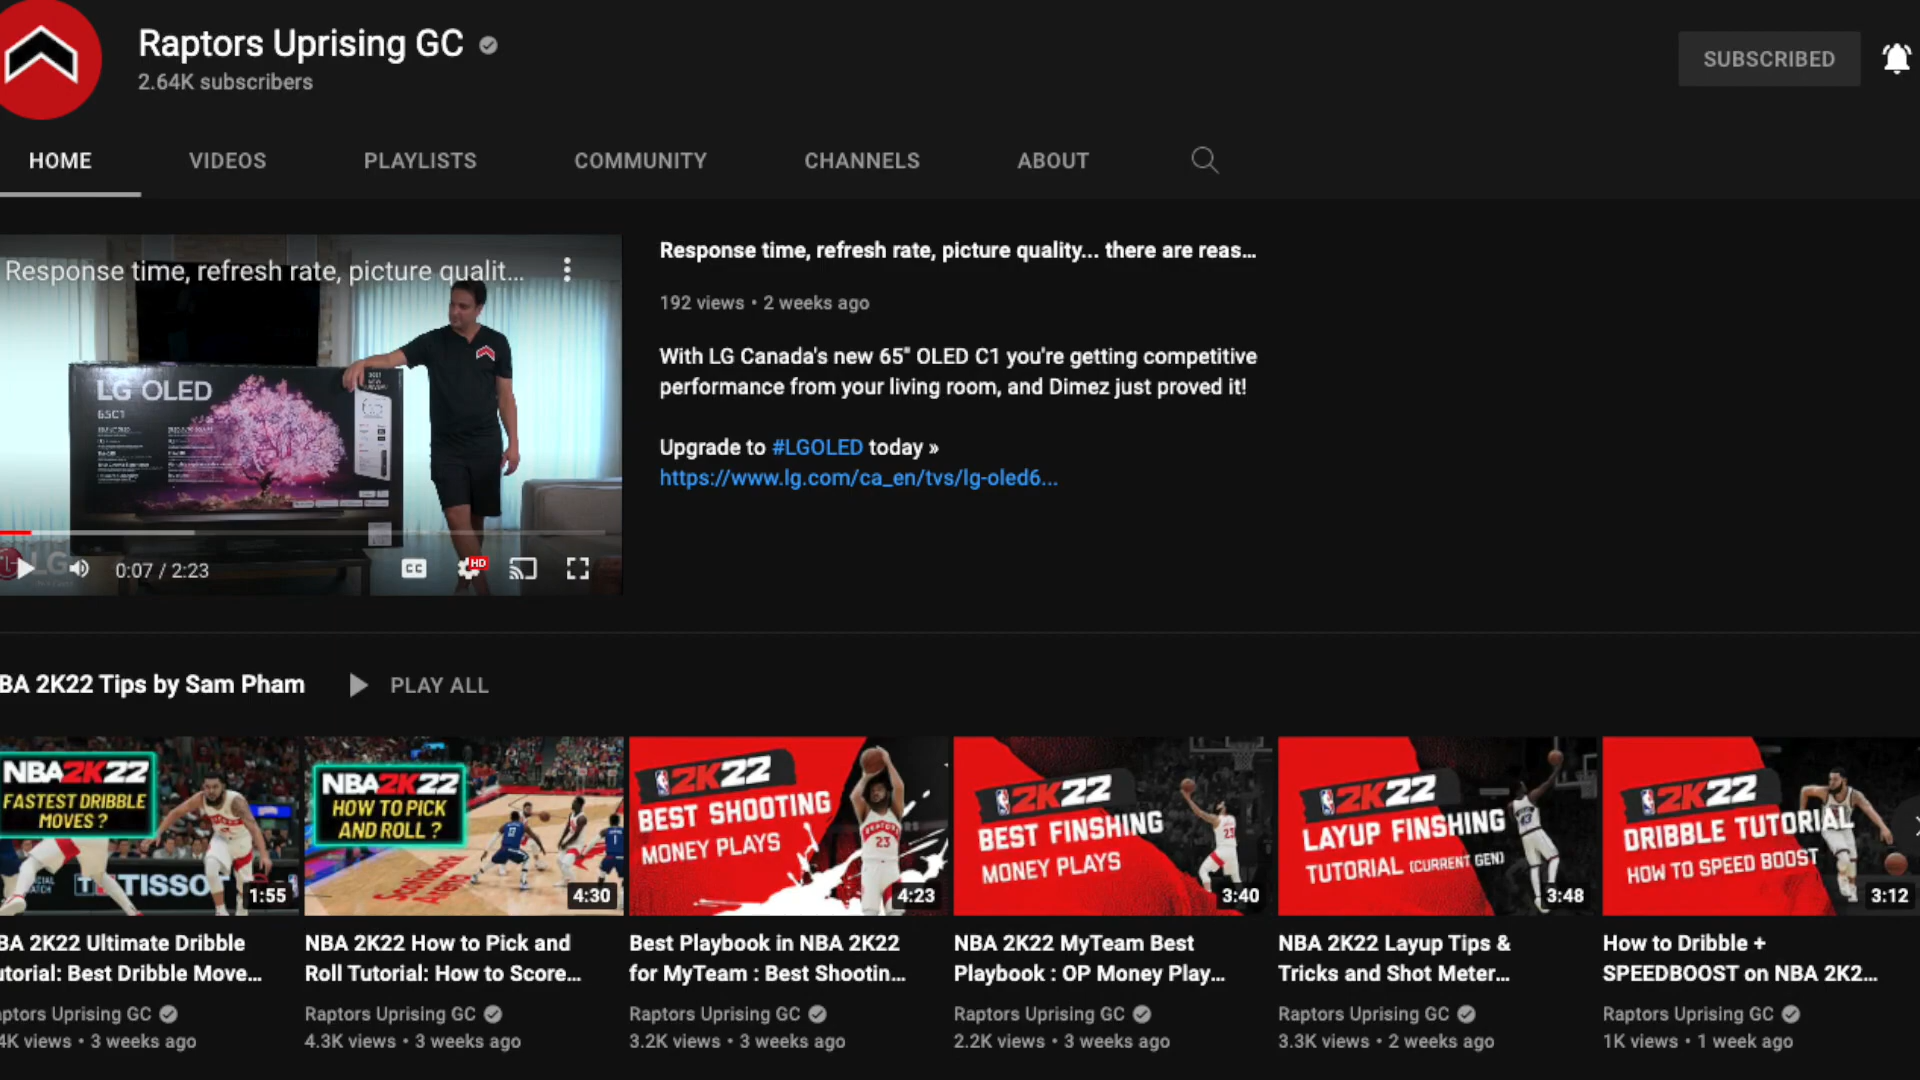 Raptors Uprising GC
2.64K subscribers
SUBSCRIBED
HOME VIDEOS PLAYLISTS COMMUNITY CHANNELS ABOUT
Response time, refresh rate, picture qualit...
LG OLED
65C1
LG
0:07 / 2:23
CC
HD
Response time, refresh rate, picture quality... there are reas...
192 views • 2 weeks ago
With LG Canada's new 65" OLED C1 you're getting competitive
performance from your living room, and Dimez just proved it!
Upgrade to #LGOLED today »
https://www.lg.com/ca_en/tvs/lg-oled6...
BA 2K22 Tips by Sam Pham
PLAY ALL
NBA2K22
FASTEST DRIBBLE
MOVES ?
TISSOT
1:55
NBA2K22
HOW TO PICK
AND ROLL ?
Scotiabank
Arena
4:30
2K22
BEST SHOOTING
MONEY PLAYS
RAPTORS
23
4:23
2K22
BEST FINSHING
MONEY PLAYS
23
3:40
2K22
LAYUP FINSHING
TUTORIAL (CURRENT GEN)
3:48
2K22
DRIBBLE TUTORIAL
HOW TO SPEED BOOST
3:12
BA 2K22 Ultimate Dribble
utorial: Best Dribble Move...
ptors Uprising GC
4K views • 3 weeks ago
NBA 2K22 How to Pick and
Roll Tutorial: How to Score...
Raptors Uprising GC
4.3K views • 3 weeks ago
Best Playbook in NBA 2K22
for MyTeam : Best Shootin...
Raptors Uprising GC
3.2K views • 3 weeks ago
NBA 2K22 MyTeam Best
Playbook : OP Money Play...
Raptors Uprising GC
2.2K views • 3 weeks ago
NBA 2K22 Layup Tips &
Tricks and Shot Meter...
Raptors Uprising GC
3.3K views • 2 weeks ago
How to Dribble +
SPEEDBOOST on NBA 2K2...
Raptors Uprising GC
1K views • 1 week ago